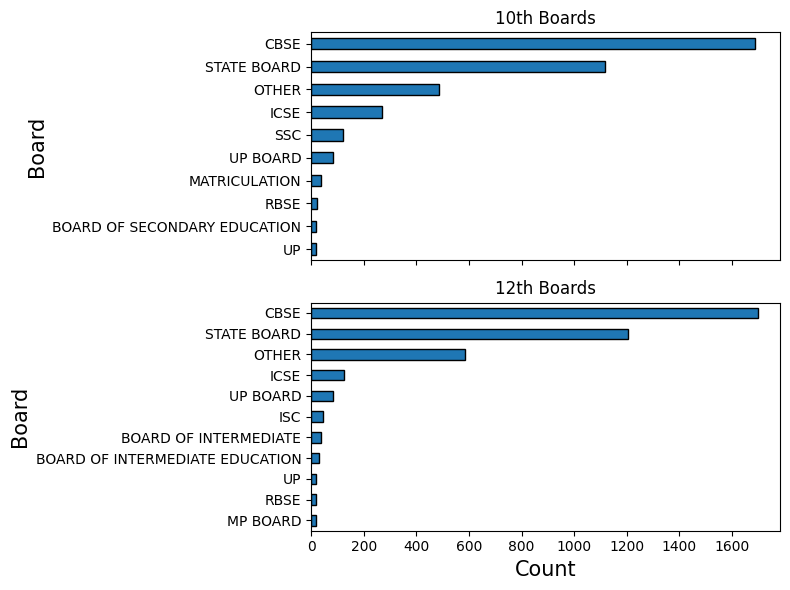 10th Boards
CBSE
STATE BOARD
OTHER
ICSE
SSC
UP BOARD
MATRICULATION
RBSE
BOARD OF SECONDARY EDUCATION
UP
Board
12th Boards
CBSE
STATE BOARD
OTHER
ICSE
UP BOARD
ISC
BOARD OF INTERMEDIATE
BOARD OF INTERMEDIATE EDUCATION
UP
RBSE
MP BOARD
Board
0 200 400 600 800 1000 1200 1400 1600
Count